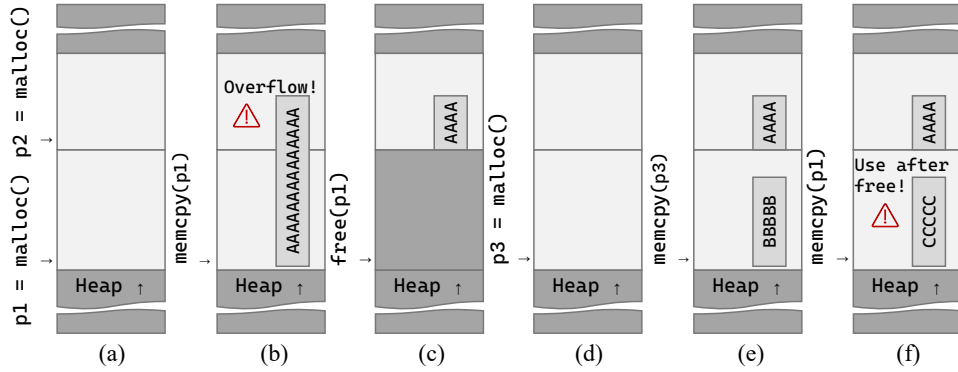 p1 = malloc() p2 = malloc()
Heap ↑
(a)
memcpy(p1)
Overflow!
AAAAAAAAAAAAAA
Heap ↑
(b)
free(p1)
AAAA
Heap ↑
(c)
p3 = malloc()
Heap ↑
(d)
memcpy(p3)
AAAA
BBBBB
Heap ↑
(e)
memcpy(p1)
AAAA
Use after
free!
CCCCC
Heap ↑
(f)